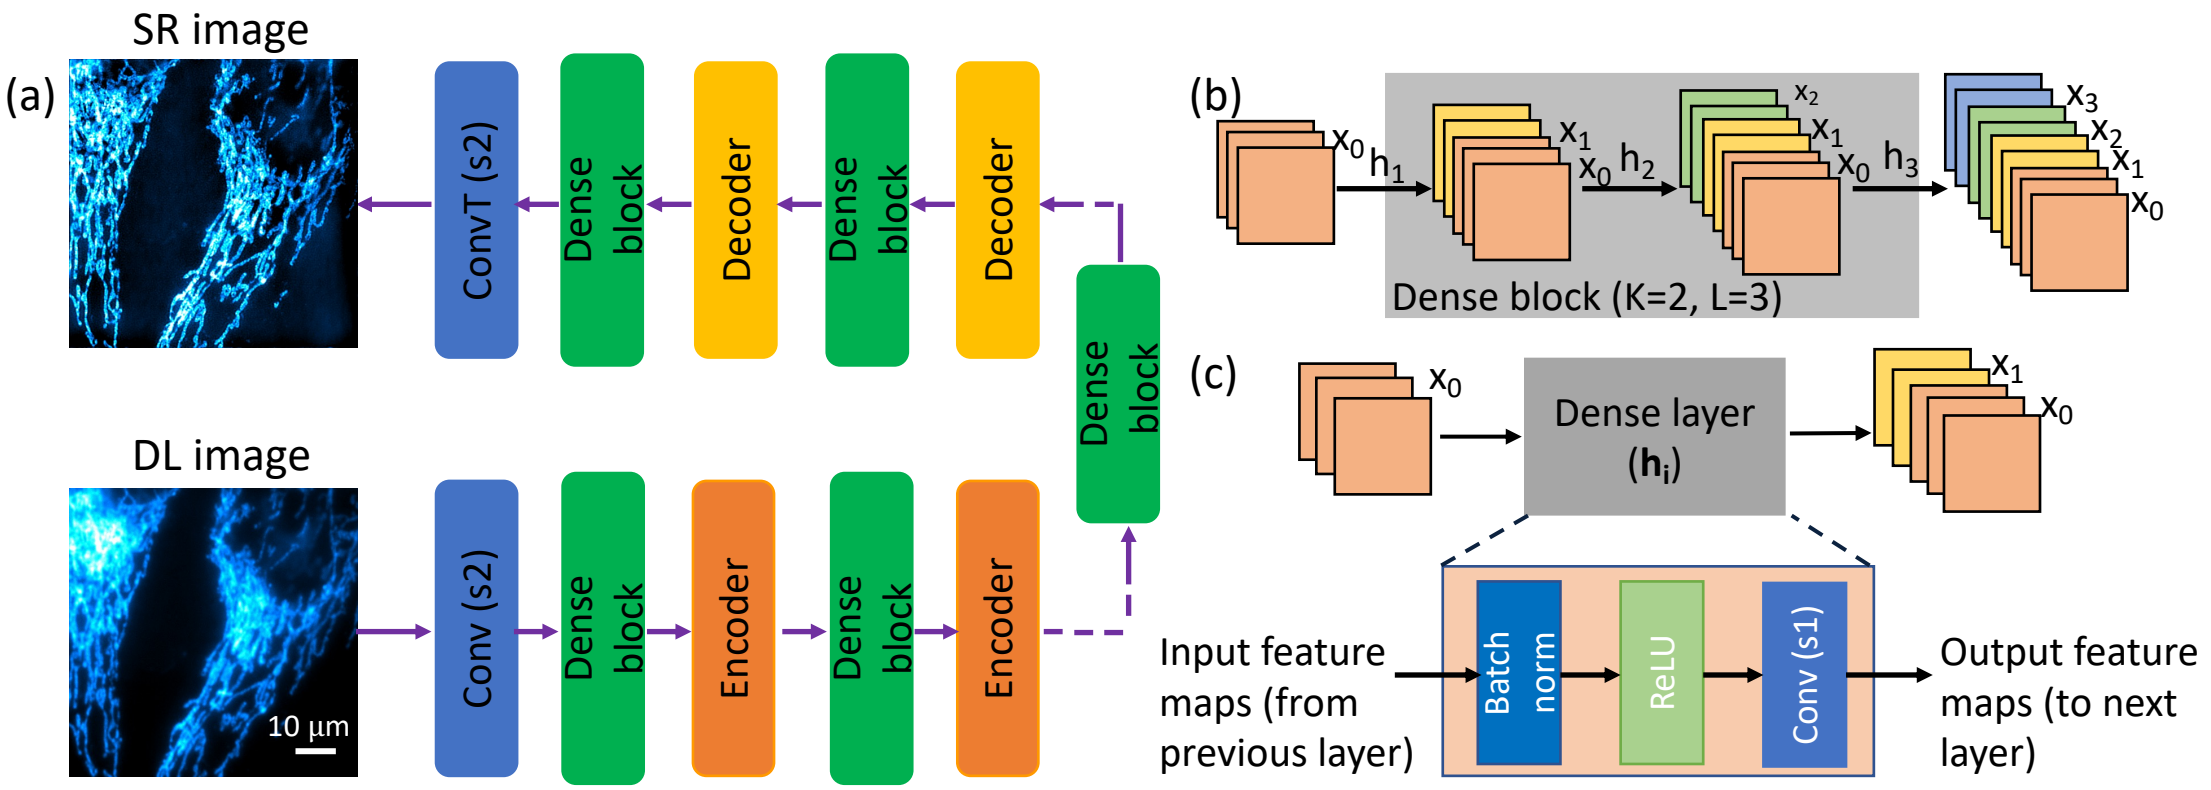 SR image
(a)
ConvT (s2)
Dense
block
Decoder
Dense
block
Decoder
Dense
block
DL image
10 μm
Conv (s2)
Dense
block
Encoder
Dense
block
Encoder
(b)
x0
h1
x1
x0
h2
x2
x1
x0
h3
x3
x2
x1
x0
Dense block (K=2, L=3)
(c)
x0
Dense layer
(hi)
x1
x0
Input feature
maps (from
previous layer)
Batch
norm
ReLU
Conv (s1)
Output feature
maps (to next
layer)